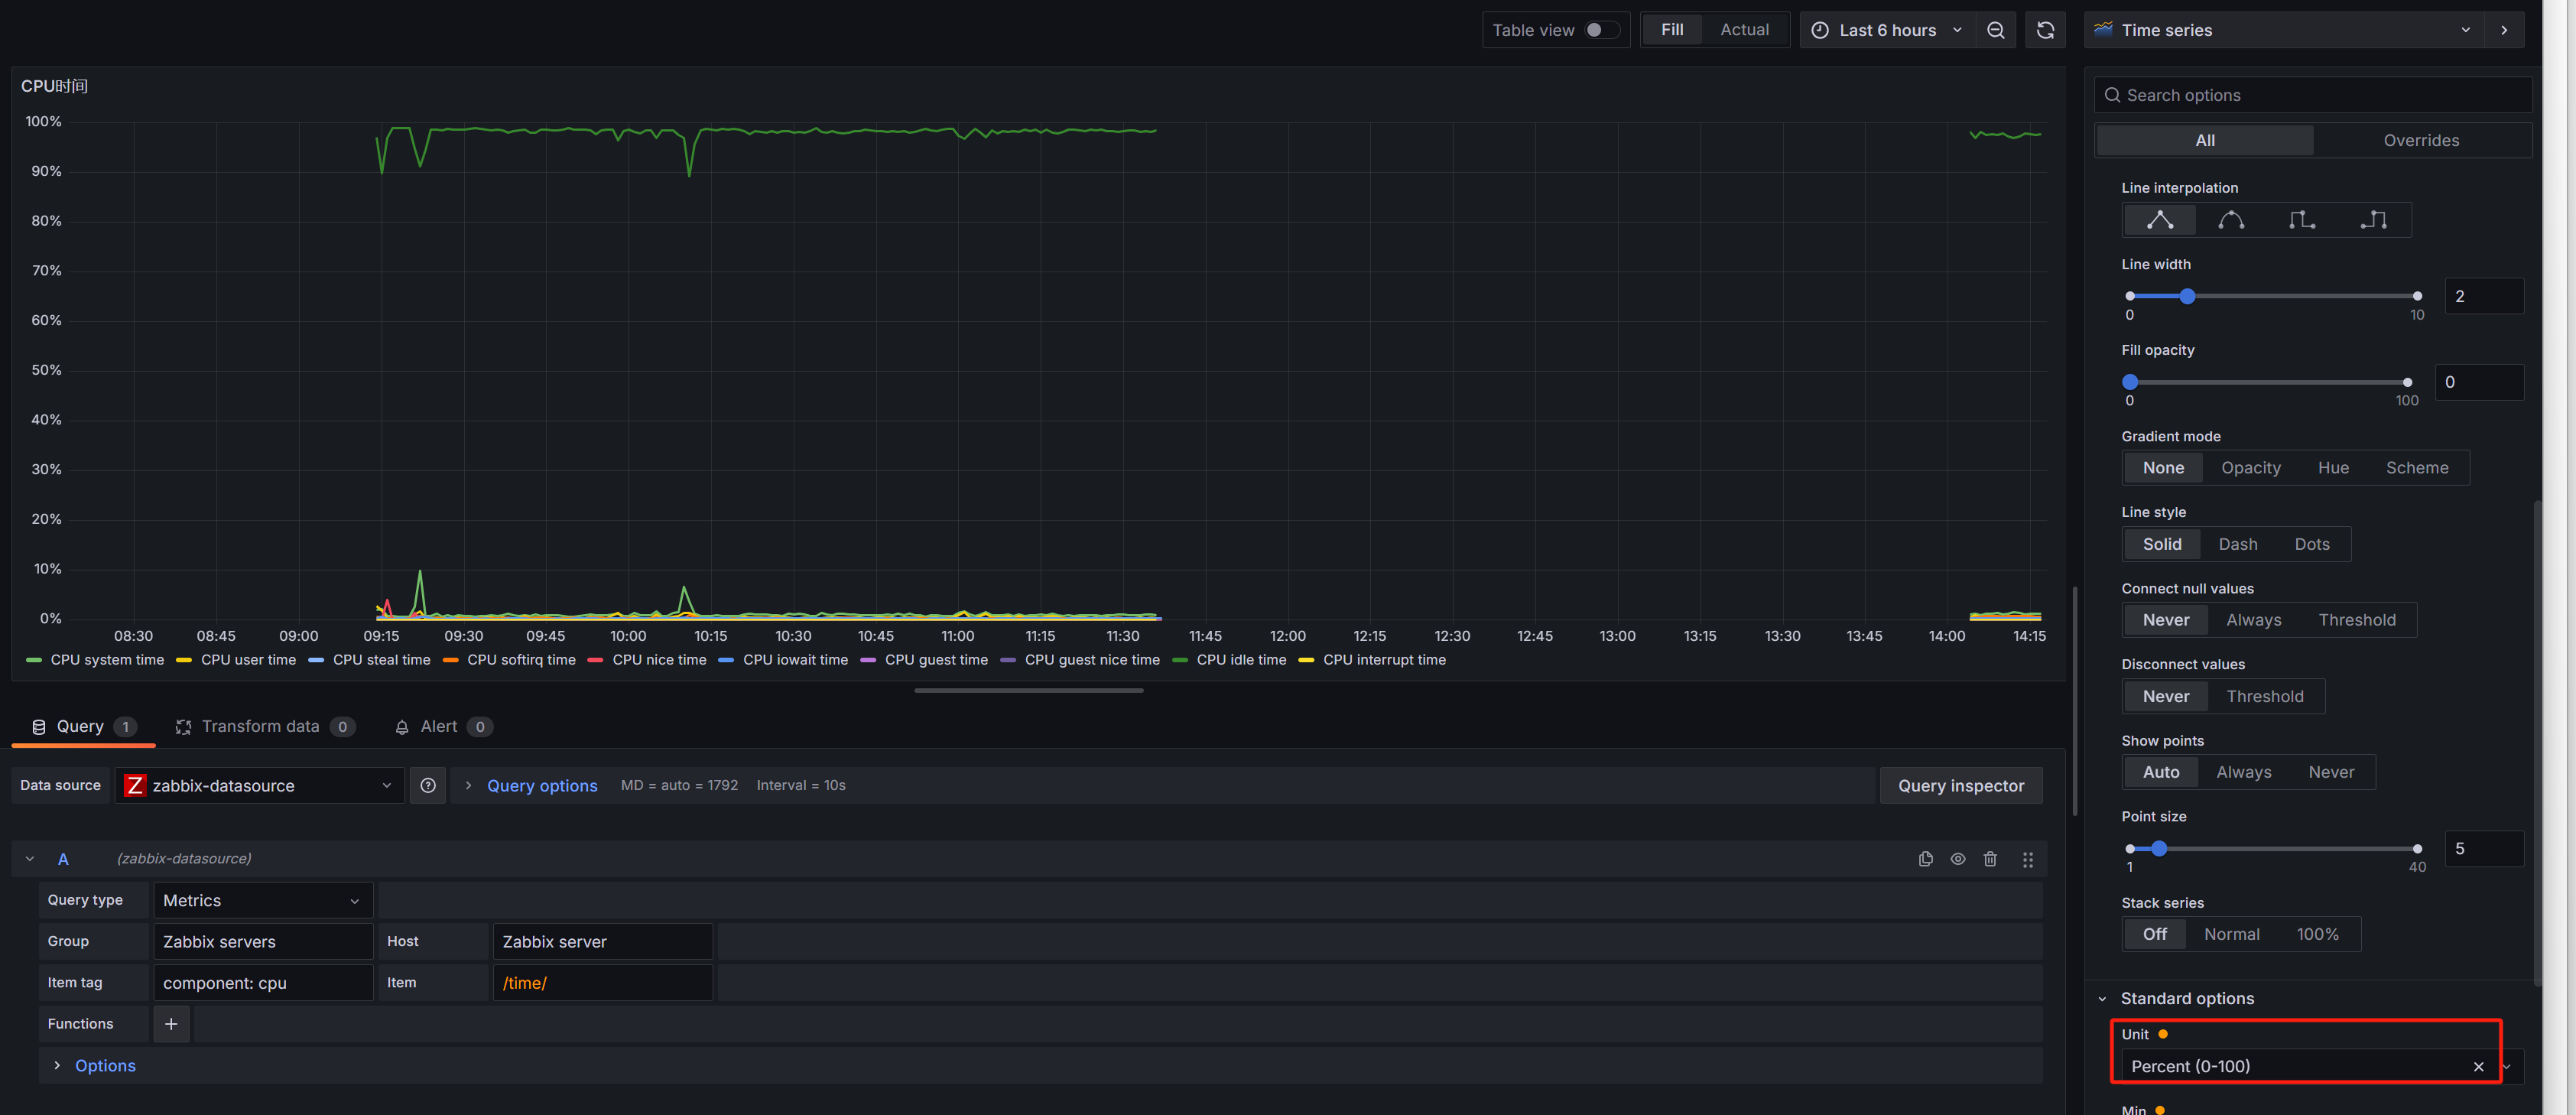 Table view
Fill
Actual
Last 6 hours
Time series
CPU时间
100%
90%
80%
70%
60%
50%
40%
30%
20%
10%
0%
08:30 08:45 09:00 09:15 09:30 09:45 10:00 10:15 10:30 10:45 11:00 11:15 11:30 11:45 12:00 12:15 12:30 12:45 13:00 13:15 13:30 13:45 14:00 14:15
CPU system time CPU user time CPU steal time CPU softirq time CPU nice time CPU iowait time CPU guest time CPU guest nice time CPU idle time CPU interrupt time
Query 1 Transform data 0 Alert 0
Data source Z zabbix-datasource Query options MD = auto = 1792 Interval = 10s Query inspector
A (zabbix-datasource)
Query type Metrics
Group Zabbix servers Host Zabbix server
Item tag component: cpu Item /time/
Functions +
Options
Search options
All Overrides
Line interpolation
Line width
2
0 10
Fill opacity
0
0 100
Gradient mode
None Opacity Hue Scheme
Line style
Solid Dash Dots
Connect null values
Never Always Threshold
Disconnect values
Never Threshold
Show points
Auto Always Never
Point size
5
1 40
Stack series
Off Normal 100%
Standard options
Unit
Percent (0-100)
Min